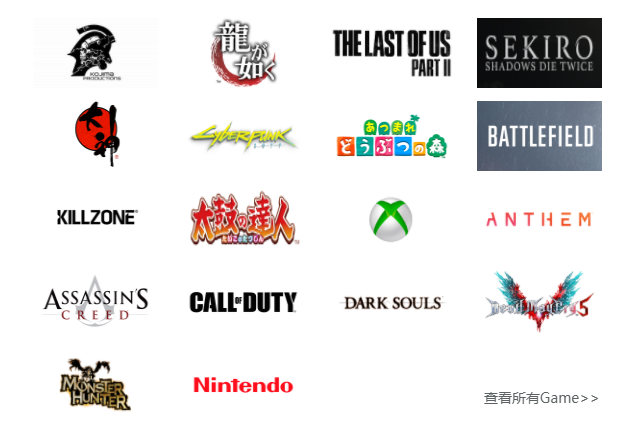 KOJIMA
PRODUCTIONS
龍が
如く
THE LAST OF US
PART II
SEKIRO
SHADOWS DIE TWICE
大神
CYBERPUNK
あつまれ
どうぶつの森
BATTLEFIELD
KILLZONE
太鼓の達人
ANTHEM
ASSASSIN'S
CREED
CALL OF DUTY
DARK SOULS
Devil May Cry 5
MONSTER
HUNTER
Nintendo
查看所有Game>>